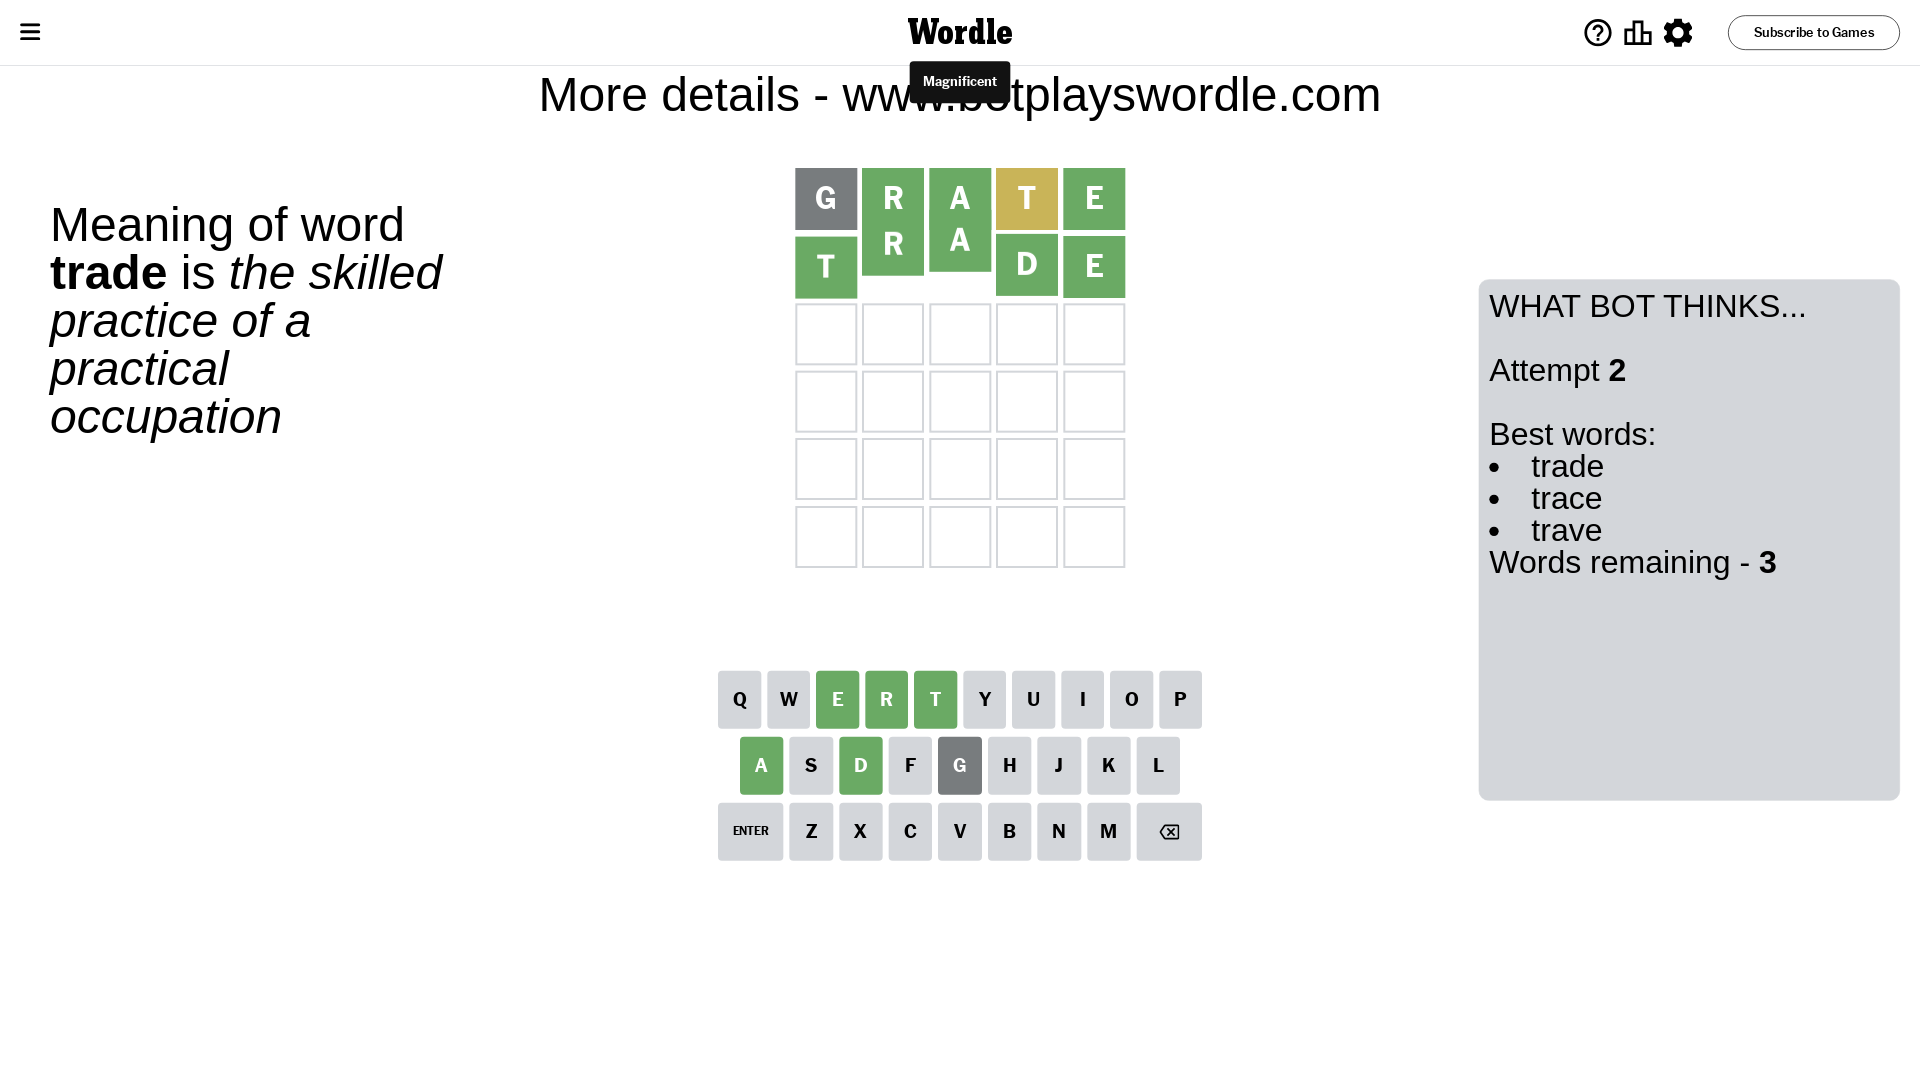 Wordle
Subscribe to Games
Magnificent
More details - www.botplayswordle.com
Meaning of word
trade is the skilled
practice of a
practical
occupation
G R A T E
T R A D E
WHAT BOT THINKS...
Attempt 2
Best words:
• trade
• trace
• trave
Words remaining - 3
Q W E R T Y U I O P
A S D F G H J K L
ENTER Z X C V B N M